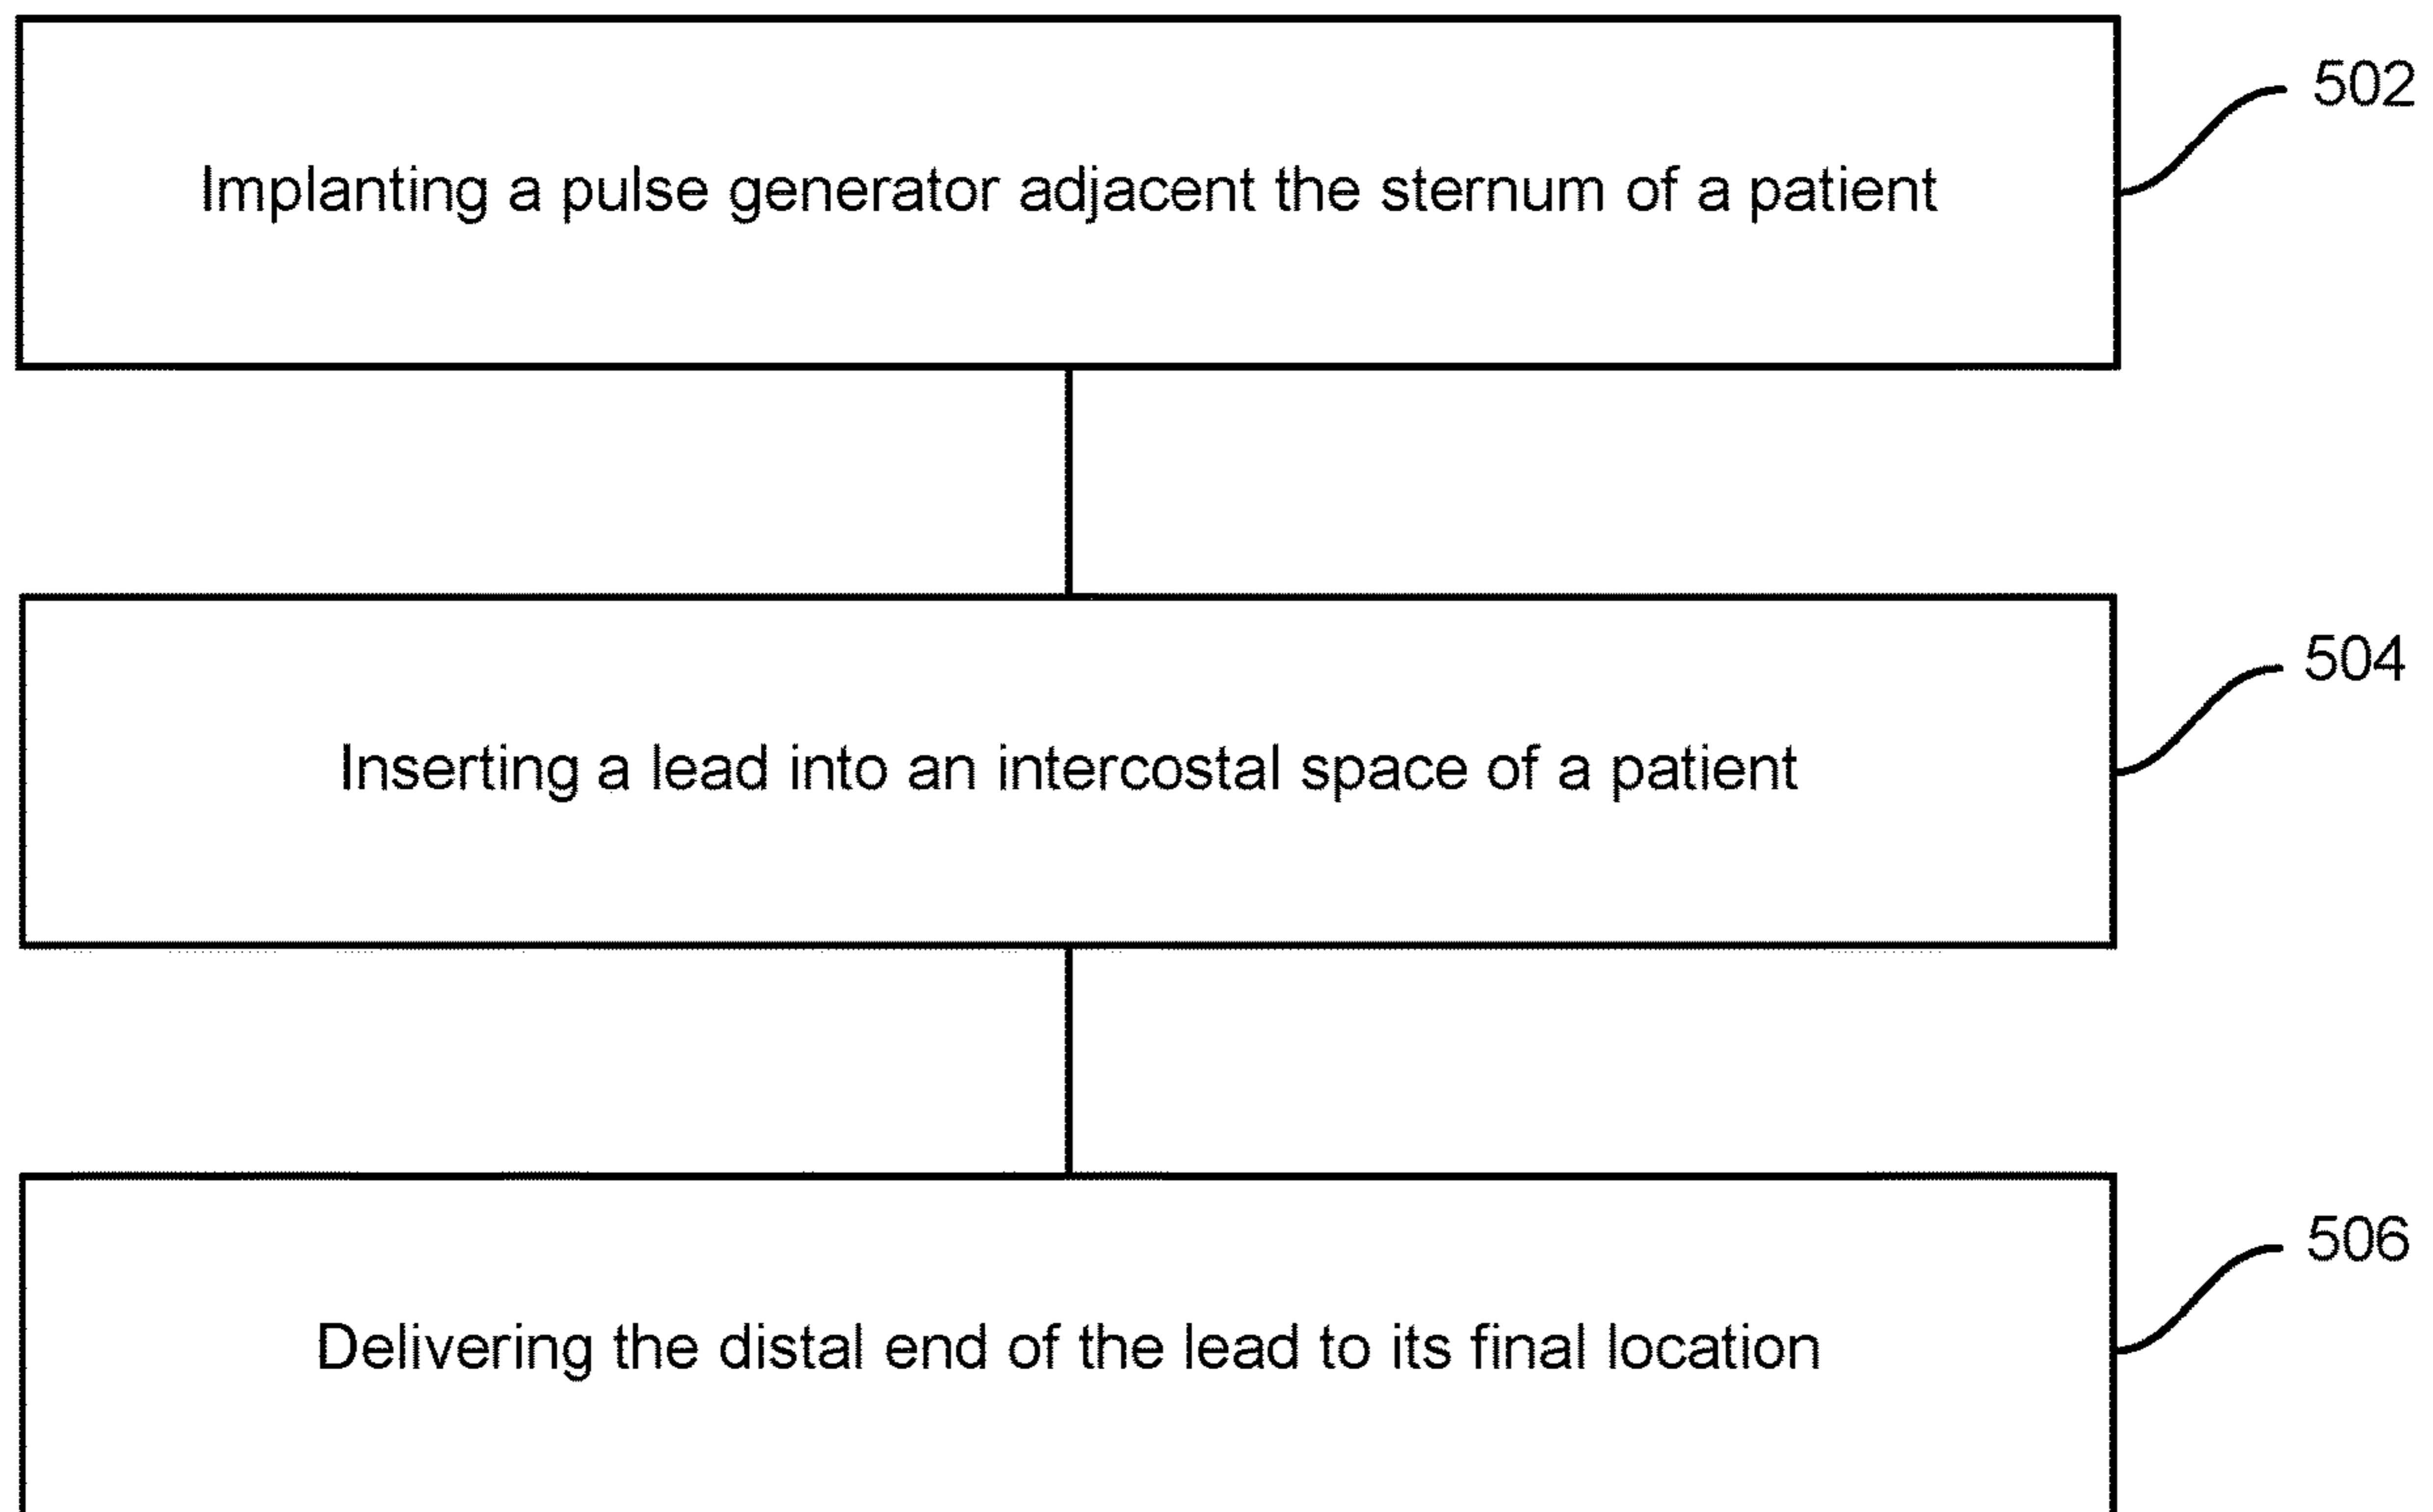 502
Implanting a pulse generator adjacent the sternum of a patient
504
Inserting a lead into an intercostal space of a patient
506
Delivering the distal end of the lead to its final location